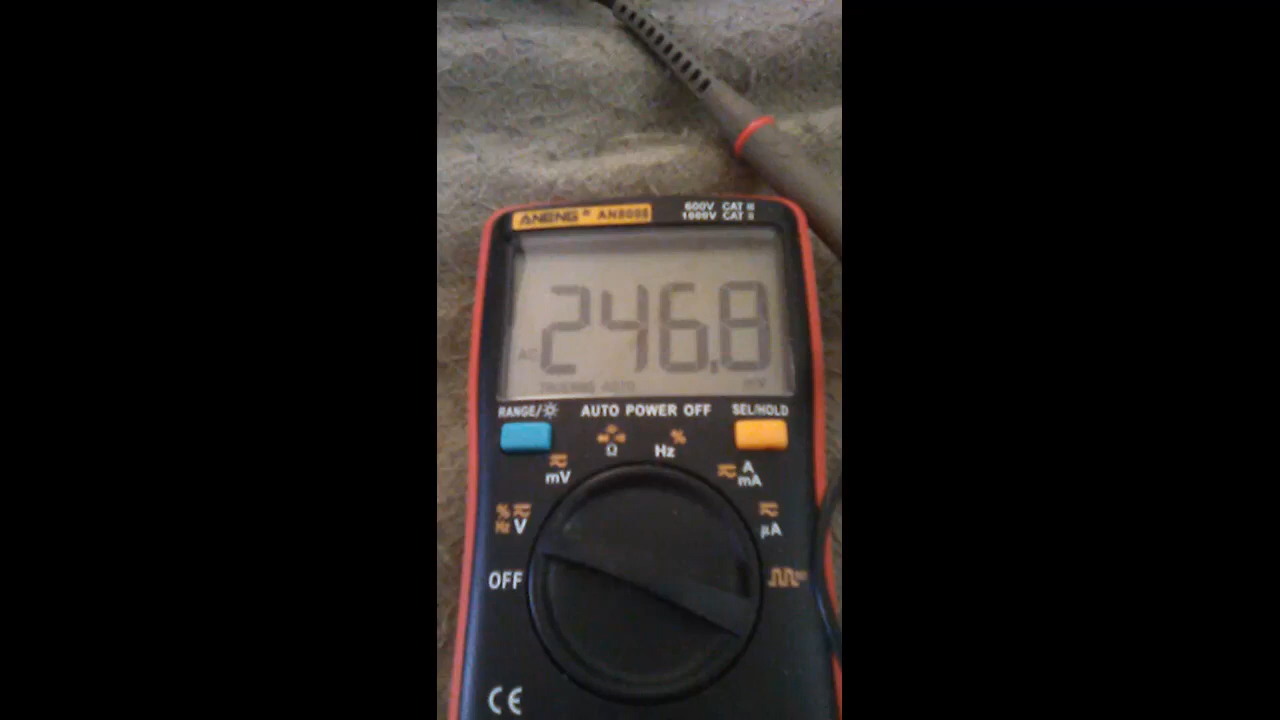 ANENG AN8008
600V CAT III
1000V CAT II
246.8
AC
TRUERMS AUTO
mV
RANGE/
AUTO POWER OFF
SEL/HOLD
Ω
Hz
%
mV
A
mA
% Hz V
µA
OFF
CE